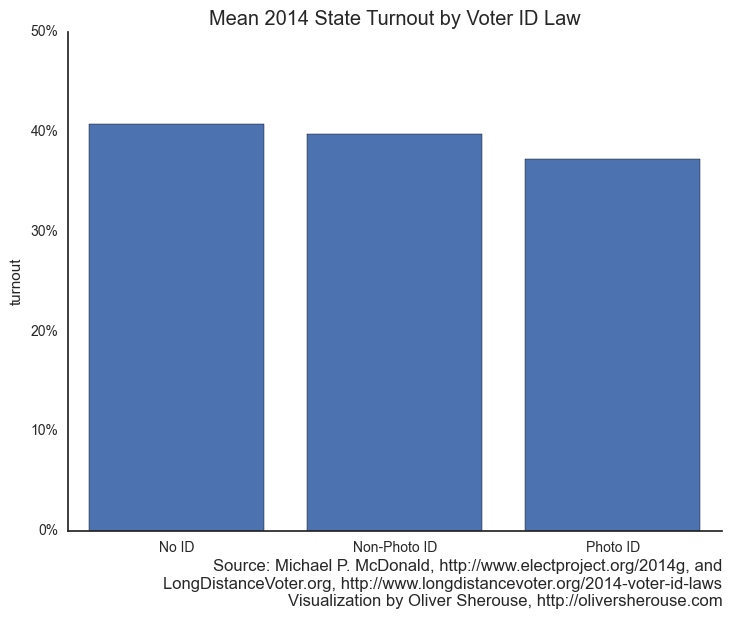 Mean 2014 State Turnout by Voter ID Law
50%
40%
30%
20%
10%
0%
turnout
No ID
Non-Photo ID
Photo ID
Source: Michael P. McDonald, http://www.electproject.org/2014g, and
LongDistanceVoter.org, http://www.longdistancevoter.org/2014-voter-id-laws
Visualization by Oliver Sherouse, http://oliversherouse.com